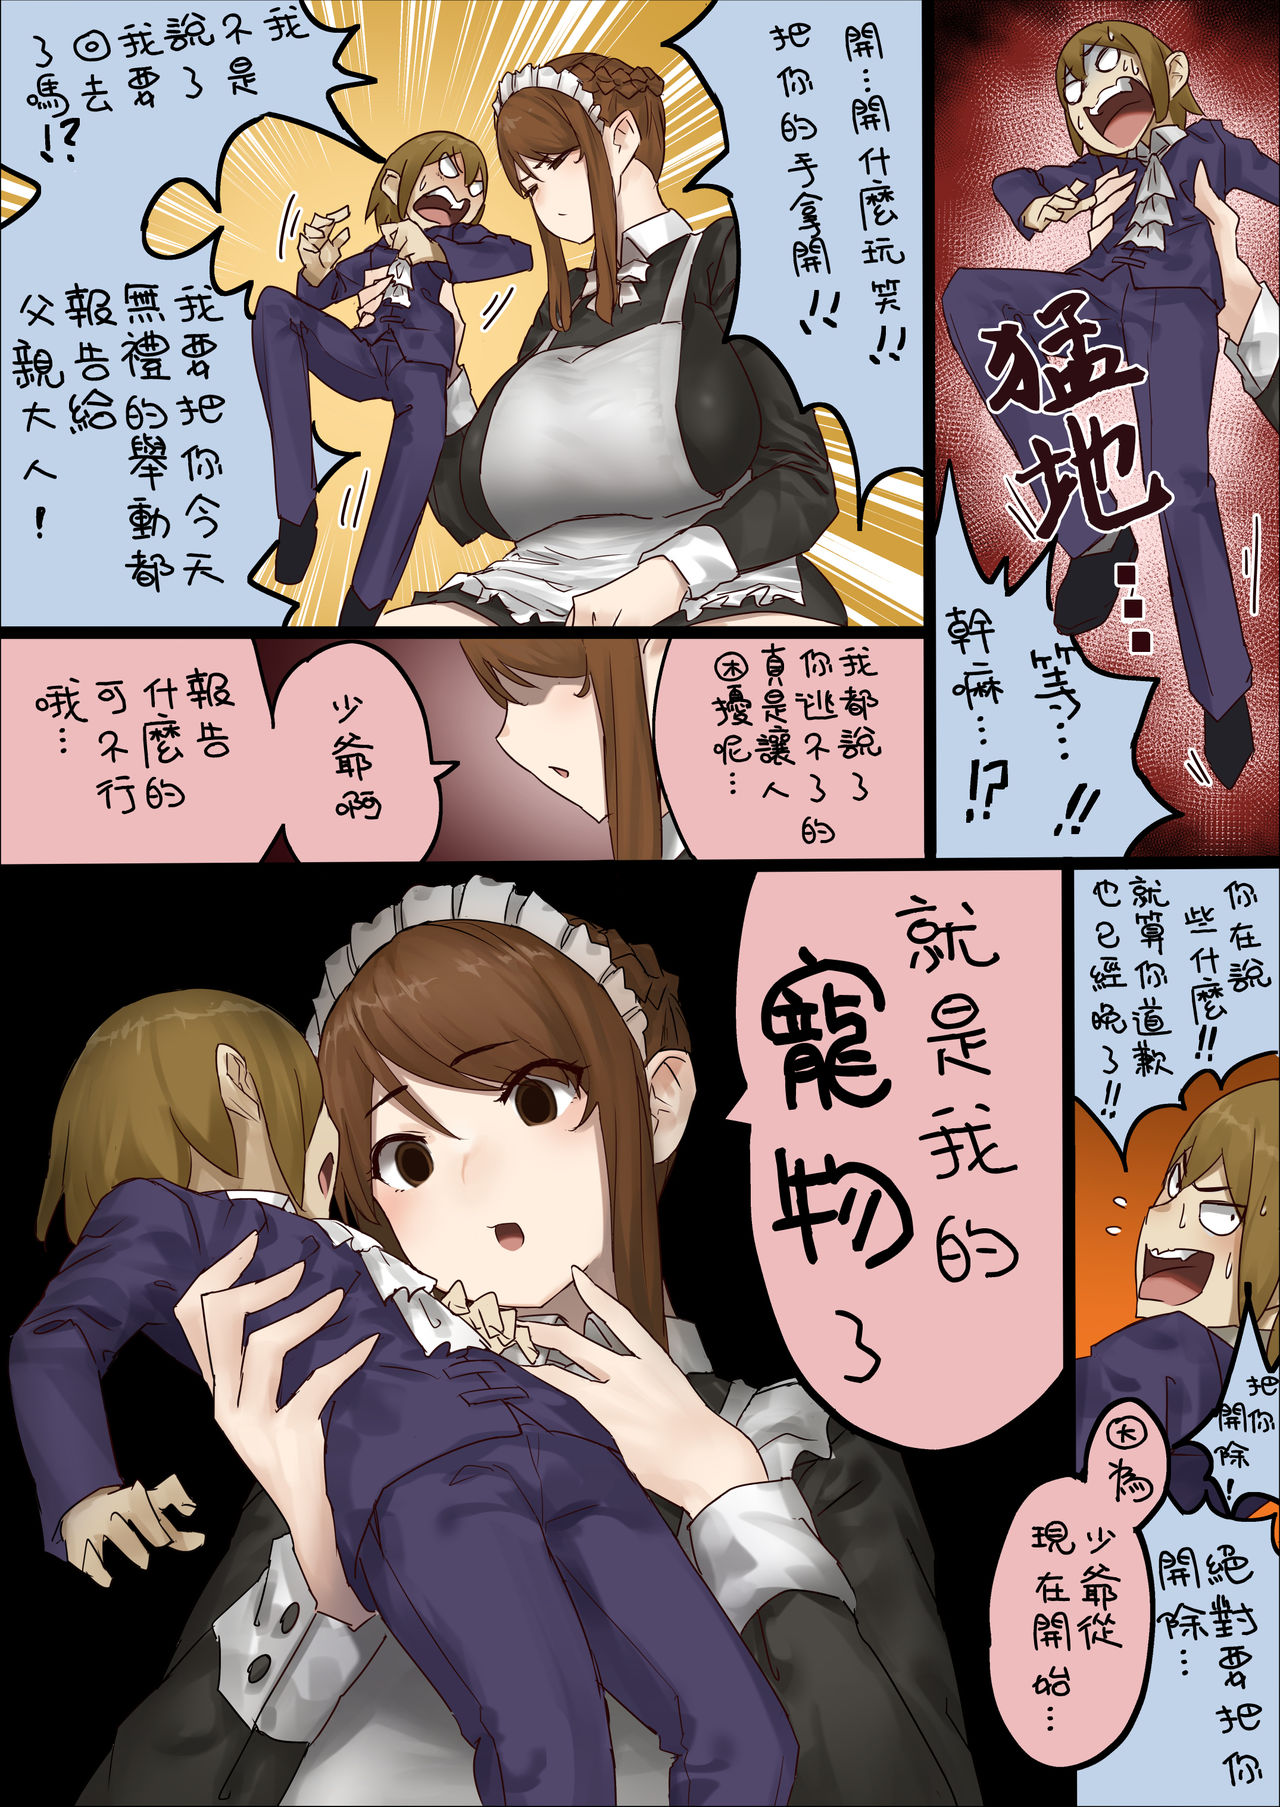 猛地…
等…
幹嘛…!?
開…開什麼玩笑!!
把你的手拿開!!
我不是
說了
我要
回去
了嗎!?
我要把你今天
無禮的舉動都
報告給
父親大人!
我都說了
你逃不了的
真是讓人
困擾呢…
少爺啊
報告
什麼的
可不行
哦…
你在說
些什麼!!
就算你道歉
也已經晚了!!
把你
開除!
絕對要把你
開除…
因為
少爺從
現在開始…
就是我的
寵物了